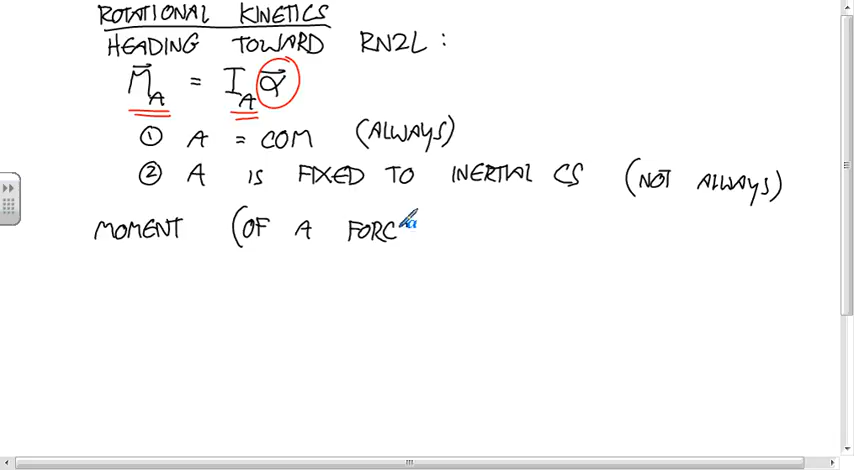 ROTATIONAL KINETICS
HEADING TOWARD RN2L :
M⃗_A = I_A α⃗
① A = COM (ALWAYS)
② A IS FIXED TO INERTIAL CS (NOT ALWAYS)
MOMENT (OF A FORC